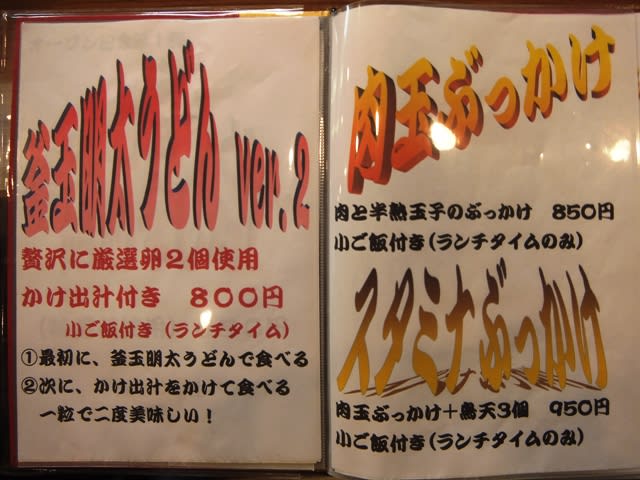 釜玉明太うどん ver.2
贅沢に厳選卵2個使用
かけ出汁付き 800円
小ご飯付き(ランチタイム)
①最初に、釜玉明太うどんで食べる
②次に、かけ出汁をかけて食べる
一粒で二度美味しい!
肉玉ぶっかけ
肉と半熟玉子のぶっかけ 850円
小ご飯付き(ランチタイムのみ)
スタミナぶっかけ
肉玉ぶっかけ+鳥天3個 950円
小ご飯付き(ランチタイムのみ)